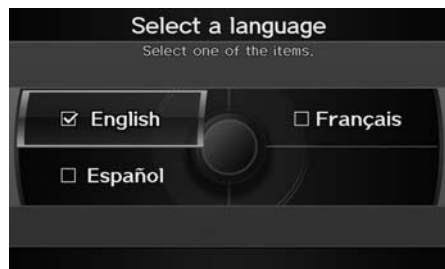 Select a language
Select one of the items.
English
Français
Español